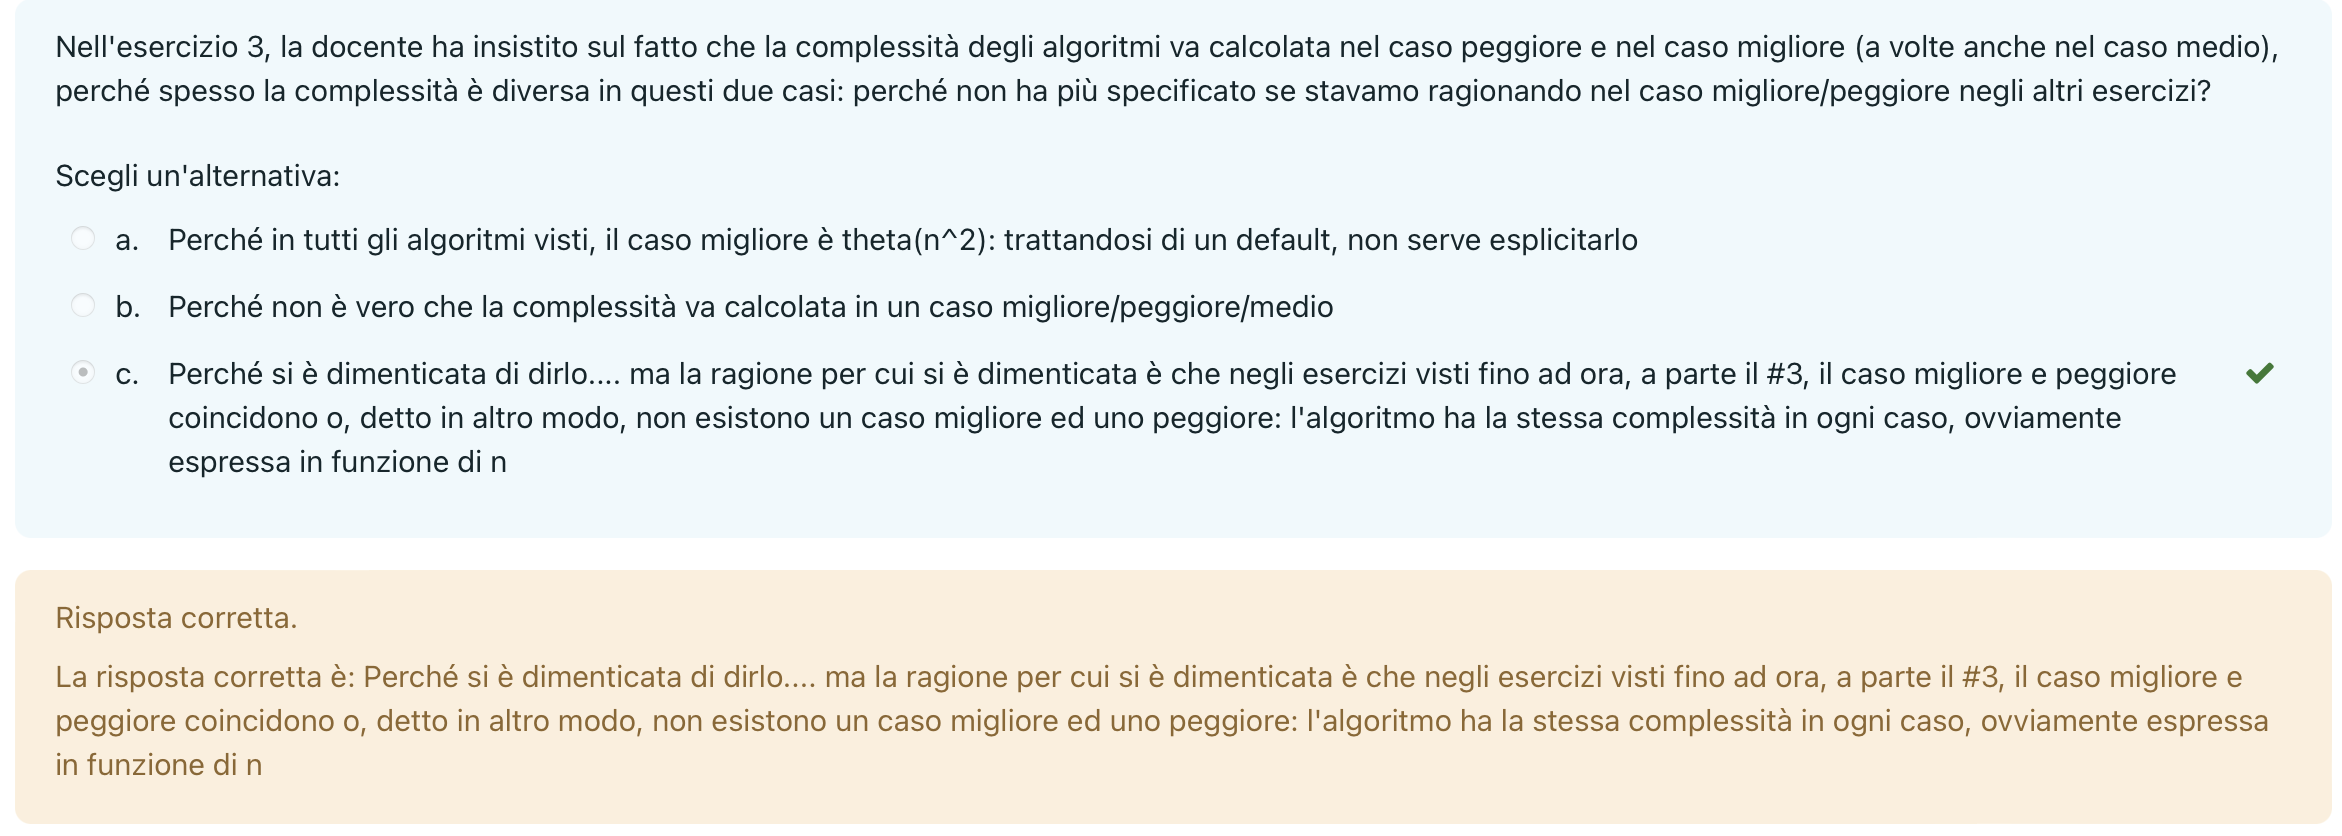 Nell'esercizio 3, la docente ha insistito sul fatto che la complessità degli algoritmi va calcolata nel caso peggiore e nel caso migliore (a volte anche nel caso medio),
perché spesso la complessità è diversa in questi due casi: perché non ha più specificato se stavamo ragionando nel caso migliore/peggiore negli altri esercizi?
Scegli un'alternativa:
a. Perché in tutti gli algoritmi visti, il caso migliore è theta(n^2): trattandosi di un default, non serve esplicitarlo
b. Perché non è vero che la complessità va calcolata in un caso migliore/peggiore/medio
c. Perché si è dimenticata di dirlo.... ma la ragione per cui si è dimenticata è che negli esercizi visti fino ad ora, a parte il #3, il caso migliore e peggiore
coincidono o, detto in altro modo, non esistono un caso migliore ed uno peggiore: l'algoritmo ha la stessa complessità in ogni caso, ovviamente
espressa in funzione di n
Risposta corretta.
La risposta corretta è: Perché si è dimenticata di dirlo.... ma la ragione per cui si è dimenticata è che negli esercizi visti fino ad ora, a parte il #3, il caso migliore e
peggiore coincidono o, detto in altro modo, non esistono un caso migliore ed uno peggiore: l'algoritmo ha la stessa complessità in ogni caso, ovviamente espressa
in funzione di n